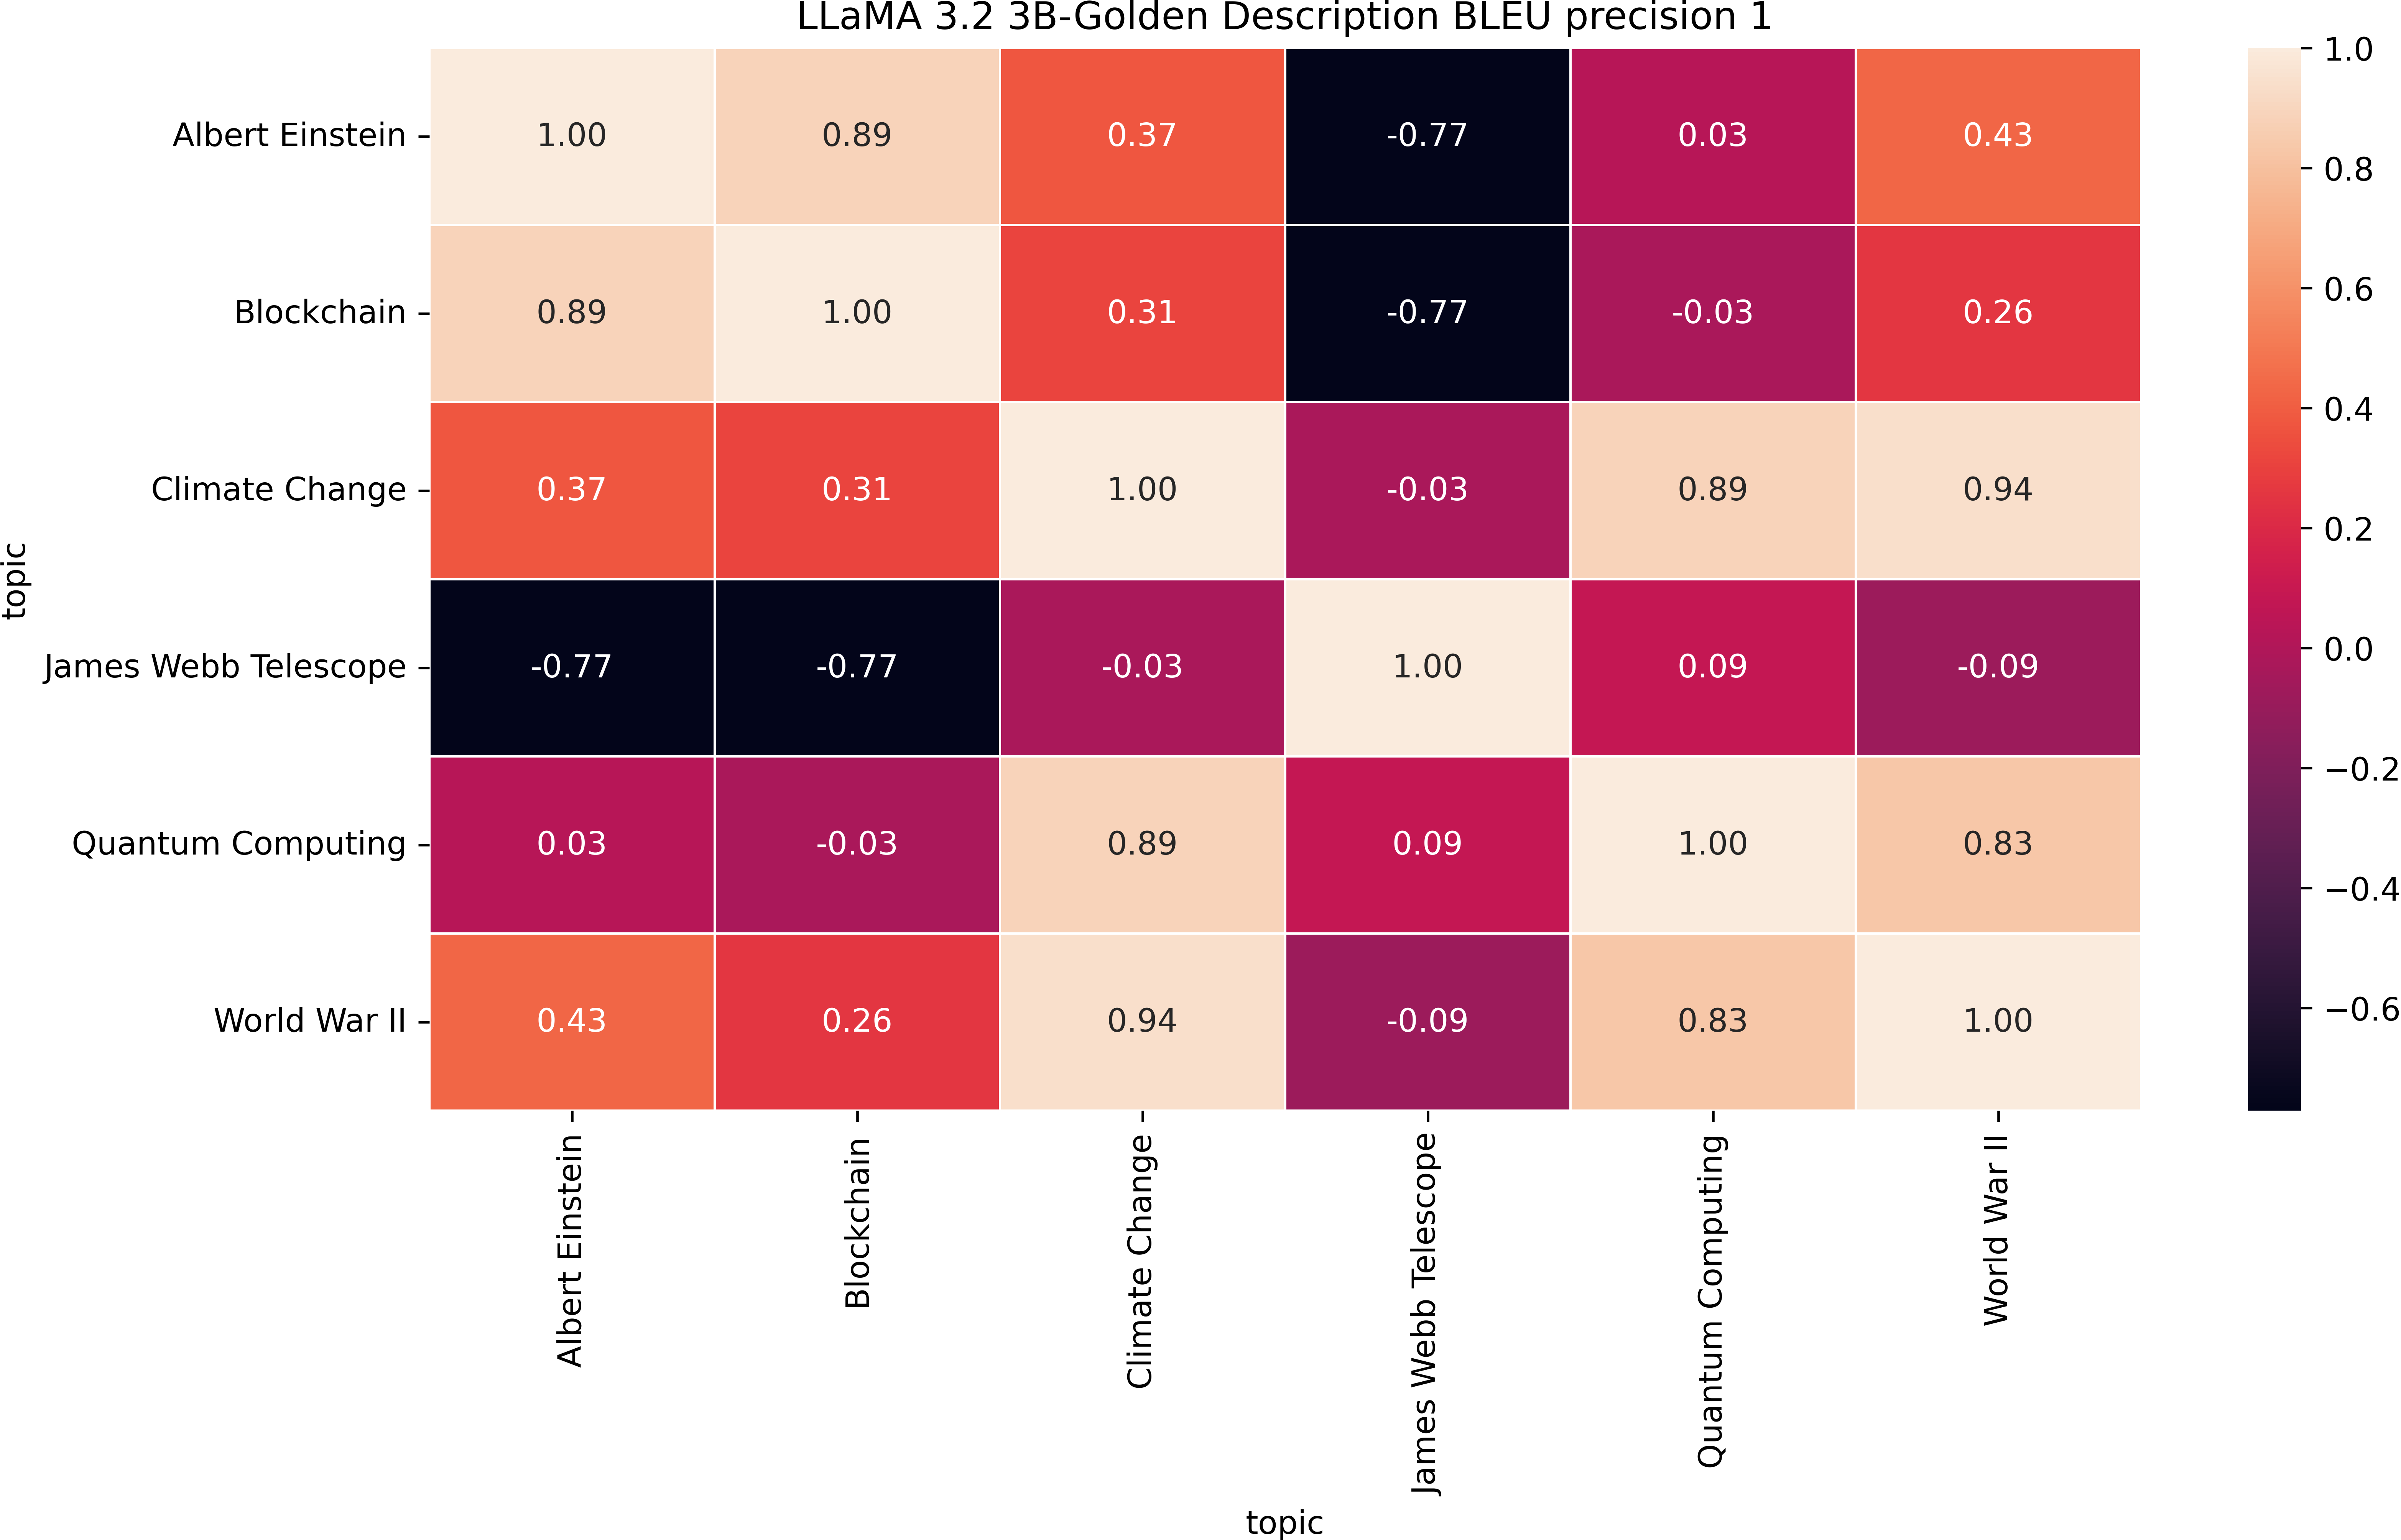 LLaMA 3.2 3B-Golden Description BLEU precision 1
Albert Einstein 1.00 0.89 0.37 -0.77 0.03 0.43
Blockchain 0.89 1.00 0.31 -0.77 -0.03 0.26
Climate Change 0.37 0.31 1.00 -0.03 0.89 0.94
James Webb Telescope -0.77 -0.77 -0.03 1.00 0.09 -0.09
Quantum Computing 0.03 -0.03 0.89 0.09 1.00 0.83
World War II 0.43 0.26 0.94 -0.09 0.83 1.00
topic
Albert Einstein
Blockchain
Climate Change
James Webb Telescope
Quantum Computing
World War II
topic
1.0
0.8
0.6
0.4
0.2
0.0
−0.2
−0.4
−0.6